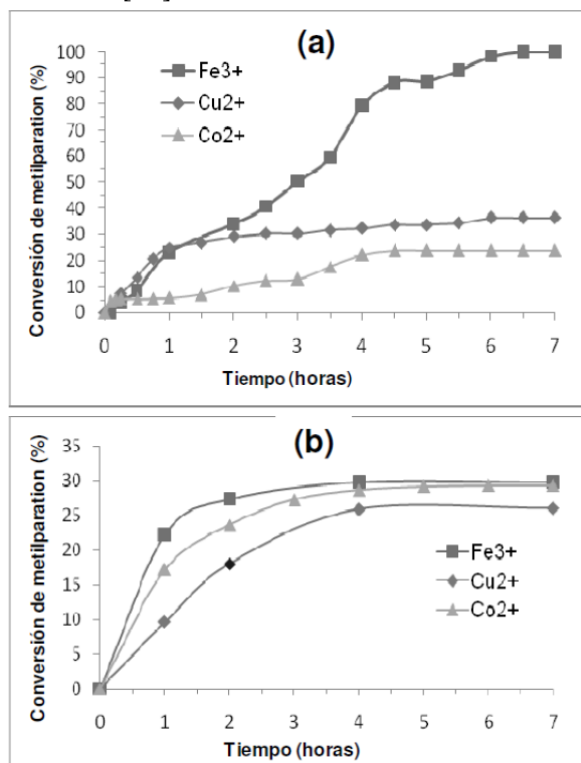 (a)
Conversión de metilparation (%)
100
90
80
70
60
50
40
30
20
10
0
Fe3+
Cu2+
Co2+
0 1 2 3 4 5 6 7
Tiempo (horas)
(b)
Conversión de metilparation (%)
35
30
25
20
15
10
5
0
Fe3+
Cu2+
Co2+
0 1 2 3 4 5 6 7
Tiempo (horas)